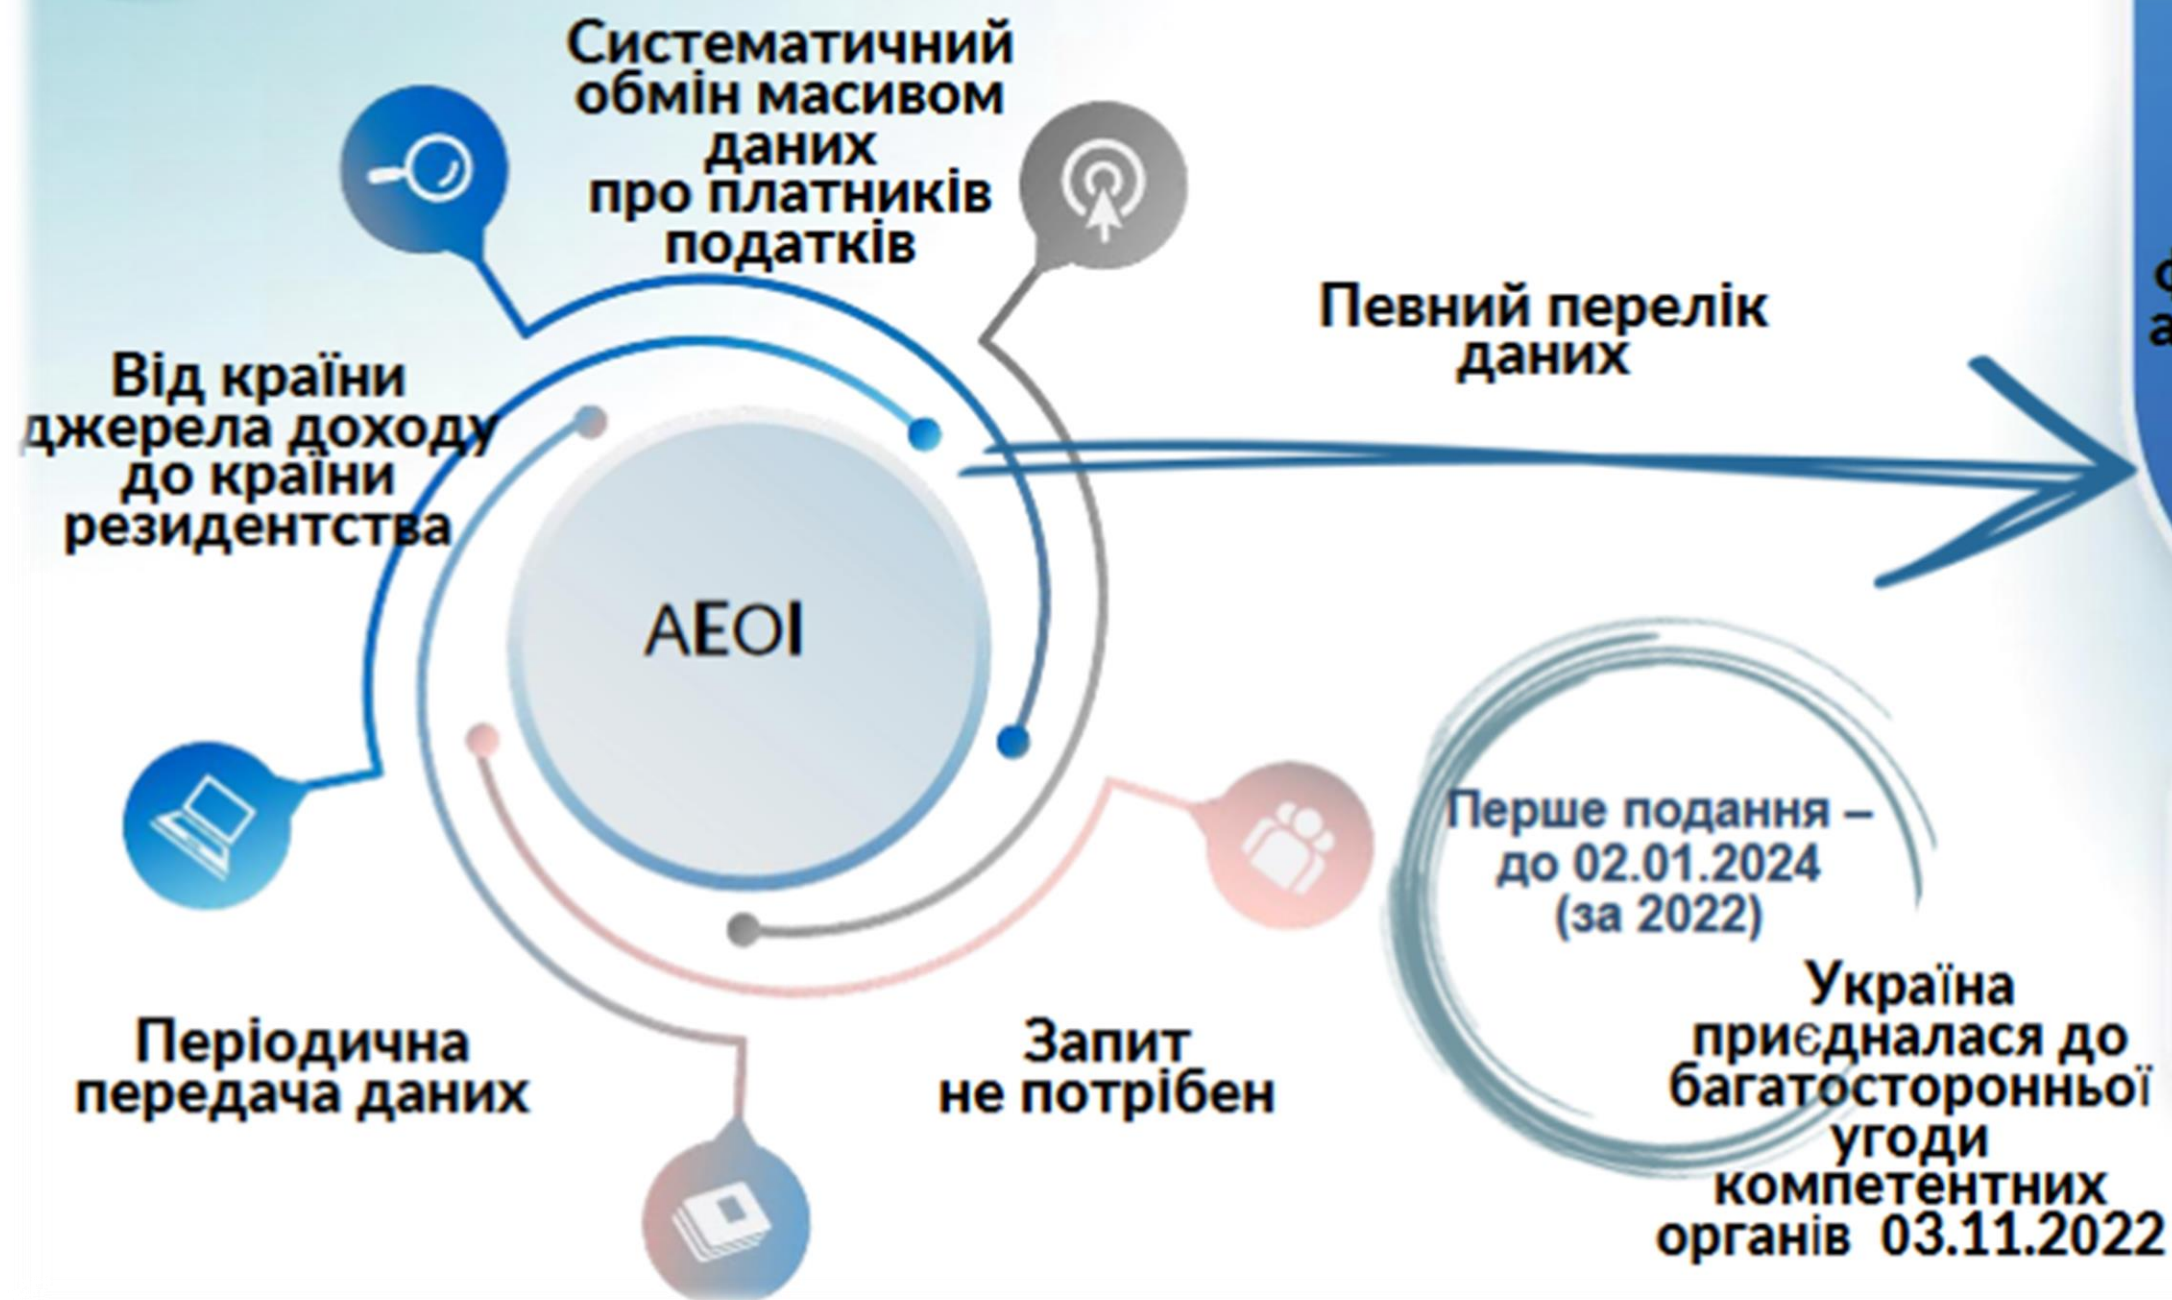 Систематичний
обмін масивом
даних
про платників
податків
Від країни
джерела доходу
до країни
резидентства
Певний перелік
даних
AEOI
Перше подання –
до 02.01.2024
(за 2022)
Періодична
передача даних
Запит
не потрібен
Україна
приєдналася до
багатосторонньої
угоди
компетентних
органів 03.11.2022